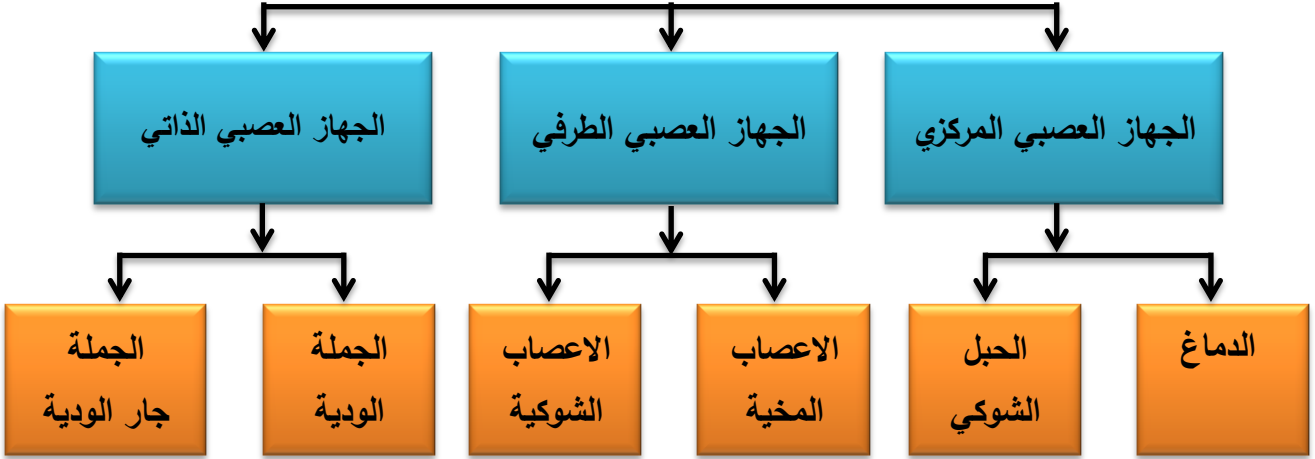 الجهاز العصبي المركزي
الجهاز العصبي الطرفي
الجهاز العصبي الذاتي
الدماغ
الحبل
الشوكي
الاعصاب
المخية
الاعصاب
الشوكية
الجملة
الودية
الجملة
جار الودية